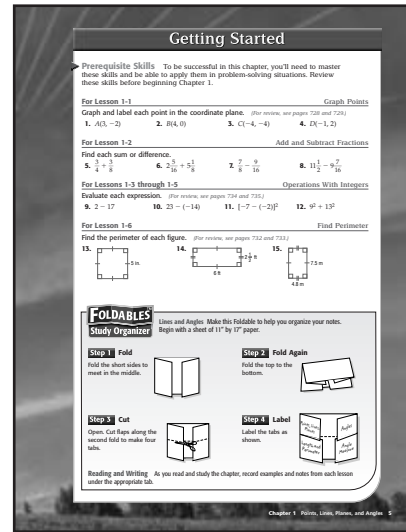 Getting Started
Prerequisite Skills To be successful in this chapter, you'll need to master
these skills and be able to apply them in problem-solving situations. Review
these skills before beginning Chapter 1.
For Lesson 1-1 Graph Points
Graph and label each point in the coordinate plane. (For review, see pages 728 and 729.)
1. A(3, −2) 2. B(4, 0) 3. C(−4, −4) 4. D(−1, 2)
For Lesson 1-2 Add and Subtract Fractions
Find each sum or difference.
5. 3/4 + 3/8 6. 2 5/16 + 5 1/8 7. 7/8 − 9/16 8. 11 1/2 − 9 7/16
For Lessons 1-3 through 1-5 Operations With Integers
Evaluate each expression. (For review, see pages 734 and 735.)
9. 2 − 17 10. 23 − (−14) 11. [−7 − (−2)]² 12. 9² + 13²
For Lesson 1-6 Find Perimeter
Find the perimeter of each figure. (For review, see pages 732 and 733.)
13. 14. 15.
5 in. 2 1/2 ft 7.5 m
6 ft
4.8 m
FOLDABLES
Study Organizer
Lines and Angles Make this Foldable to help you organize your notes.
Begin with a sheet of 11" by 17" paper.
Step 1 Fold
Fold the short sides to
meet in the middle.
Step 2 Fold Again
Fold the top to the
bottom.
Step 3 Cut
Open. Cut flaps along the
second fold to make four
tabs.
Step 4 Label
Label the tabs as
shown.
Points, Lines,
Planes
Angles
Length and
Perimeter
Angle
Measure
Reading and Writing As you read and study the chapter, record examples and notes from each lesson
under the appropriate tab.
Chapter 1 Points, Lines, Planes, and Angles 5